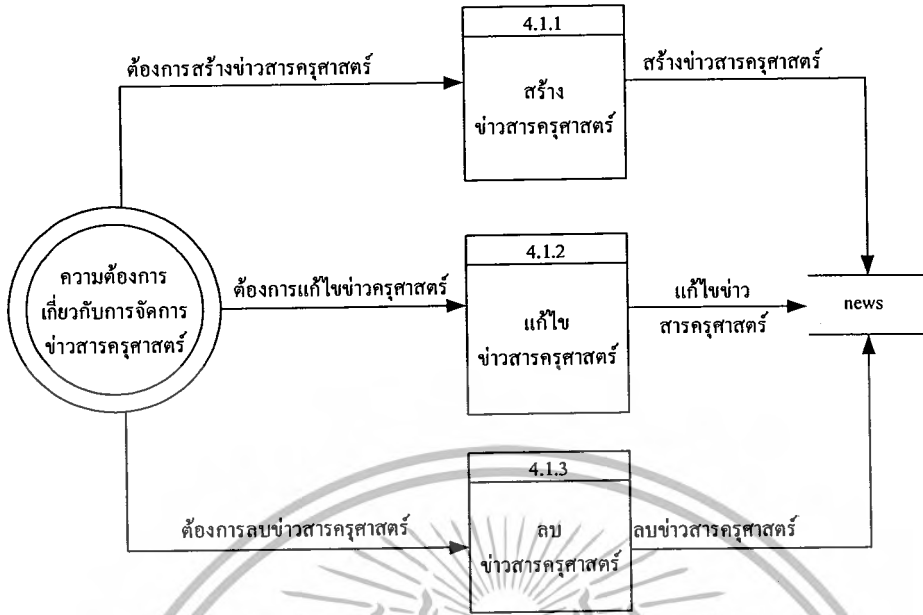 4.1.1
ต้องการสร้างข่าวสารครุศาสตร์
สร้าง
ข่าวสารครุศาสตร์
สร้างข่าวสารครุศาสตร์
ความต้องการ
เกี่ยวกับการจัดการ
ข่าวสารครุศาสตร์
ต้องการแก้ไขข่าวครุศาสตร์
4.1.2
แก้ไข
ข่าวสารครุศาสตร์
แก้ไขข่าว
สารครุศาสตร์
news
4.1.3
ต้องการลบข่าวสารครุศาสตร์
ลบ
ข่าวสารครุศาสตร์
ลบข่าวสารครุศาสตร์